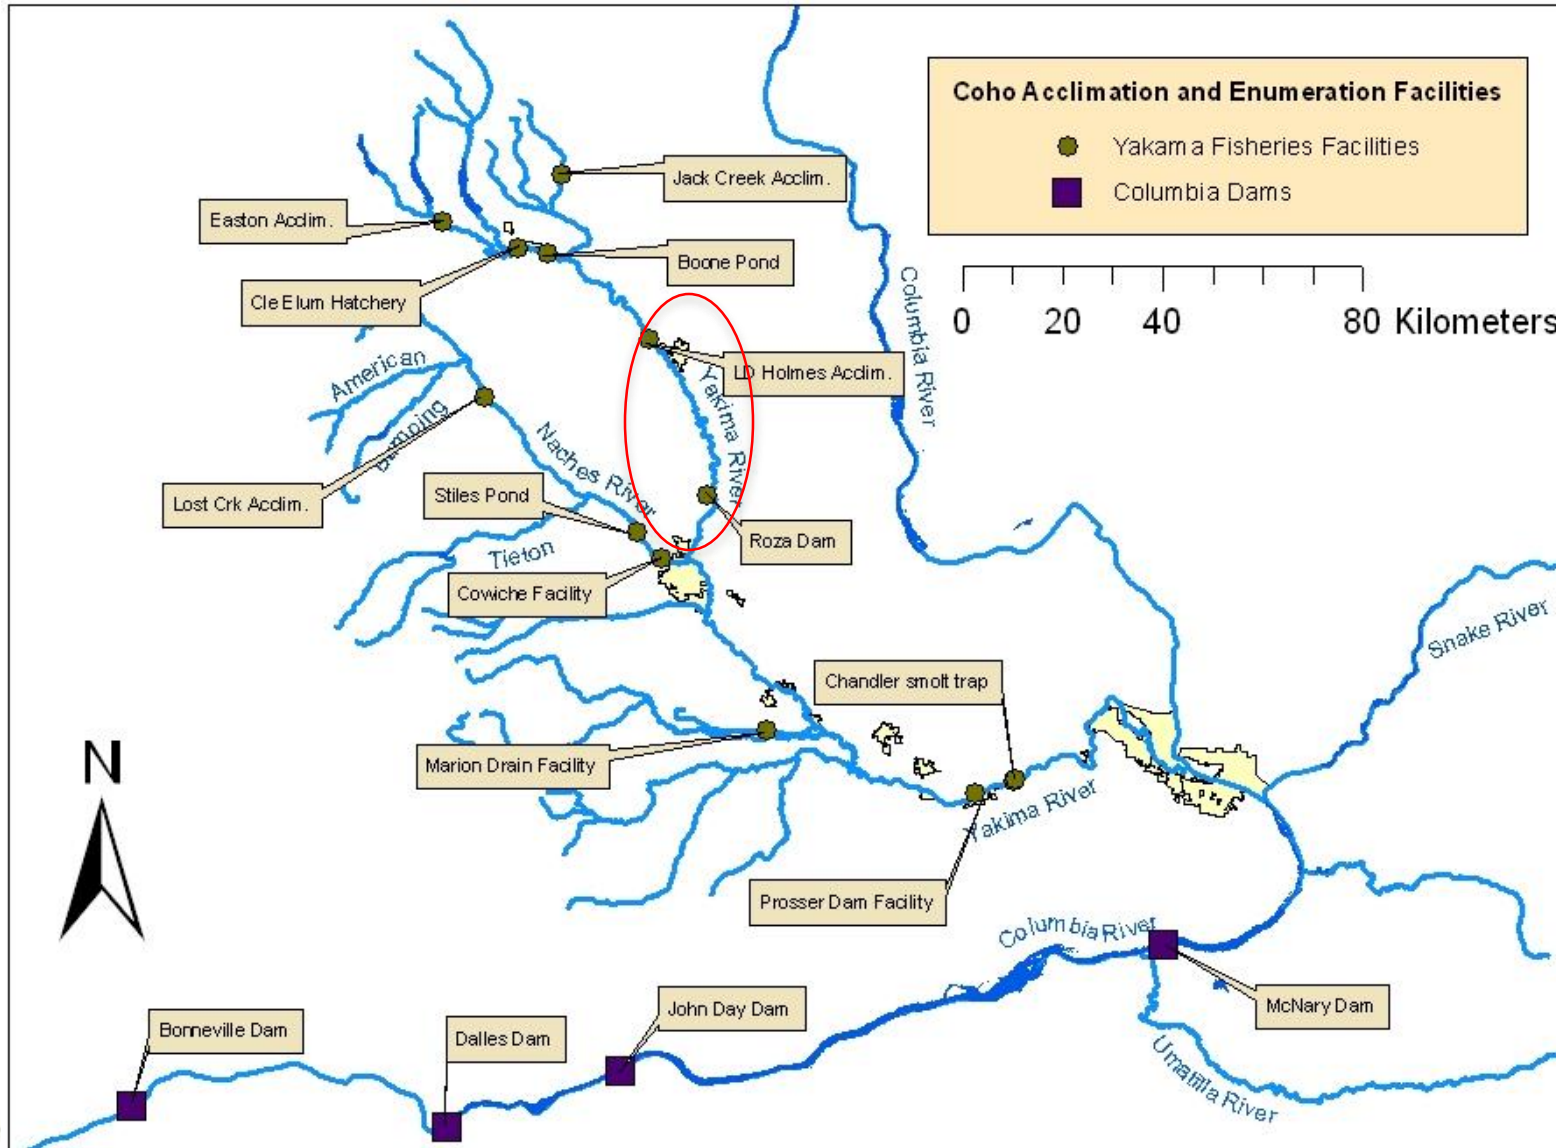 Coho Acclimation and Enumeration Facilities
Yakama Fisheries Facilities
Columbia Dams
0 20 40 80 Kilometers
Jack Creek Acclim.
Easton Acclim.
Boone Pond
Cle Elum Hatchery
Columbia River
LD Holmes Acclim.
American
Bumping
Yakima River
Naches River
Lost Crk Acclim.
Stiles Pond
Roza Dam
Tieton
Cowiche Facility
Snake River
Chandler smolt trap
Marion Drain Facility
Yakima River
N
Prosser Dam Facility
Columbia River
McNary Dam
John Day Dam
Bonneville Dam
Dalles Dam
Umatilla River